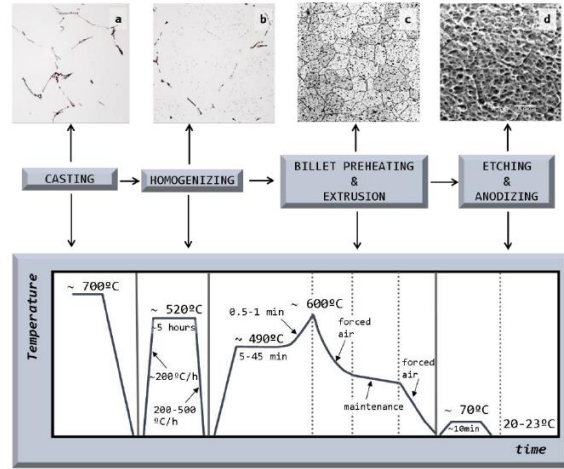 a
b
c
d
CASTING
HOMOGENIZING
BILLET PREHEATING
&
EXTRUSION
ETCHING
&
ANODIZING
Temperature
~ 700ºC
~ 520ºC
~5 hours
~200ºC/h
200-500
ºC/h
~ 490ºC
5-45 min
0.5-1 min
~ 600ºC
forced
air
maintenance
forced
air
~ 70ºC
~10min
20-23ºC
time